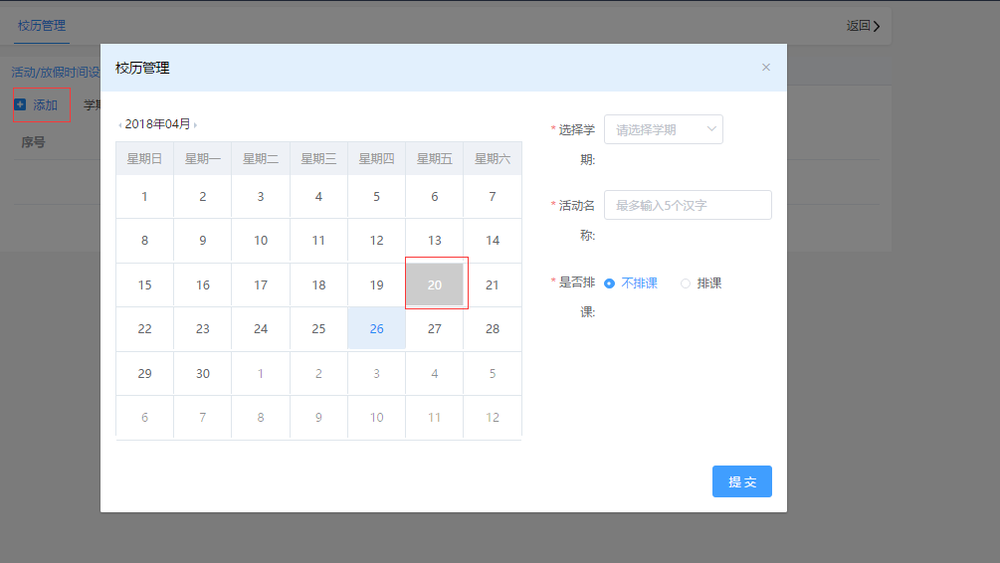 校历管理
返回
校历管理
×
活动/放假时间设
添加 学期
序号
2018年04月
星期日 星期一 星期二 星期三 星期四 星期五 星期六
1 2 3 4 5 6 7
8 9 10 11 12 13 14
15 16 17 18 19 20 21
22 23 24 25 26 27 28
29 30 1 2 3 4 5
6 7 8 9 10 11 12
* 选择学
期:
请选择学期
* 活动名
称:
最多输入5个汉字
* 是否排
课:
不排课 排课
提 交